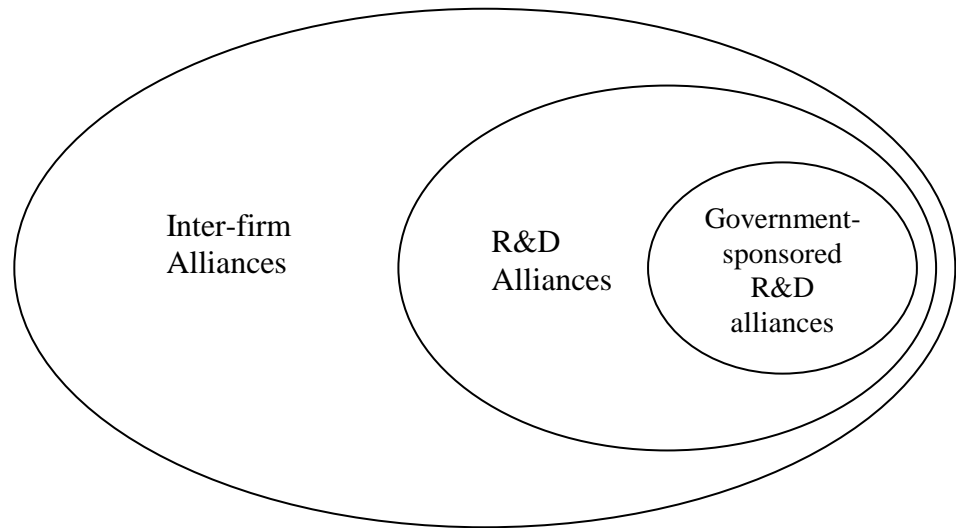 Inter-firm
Alliances
R&D
Alliances
Government-
sponsored
R&D
alliances